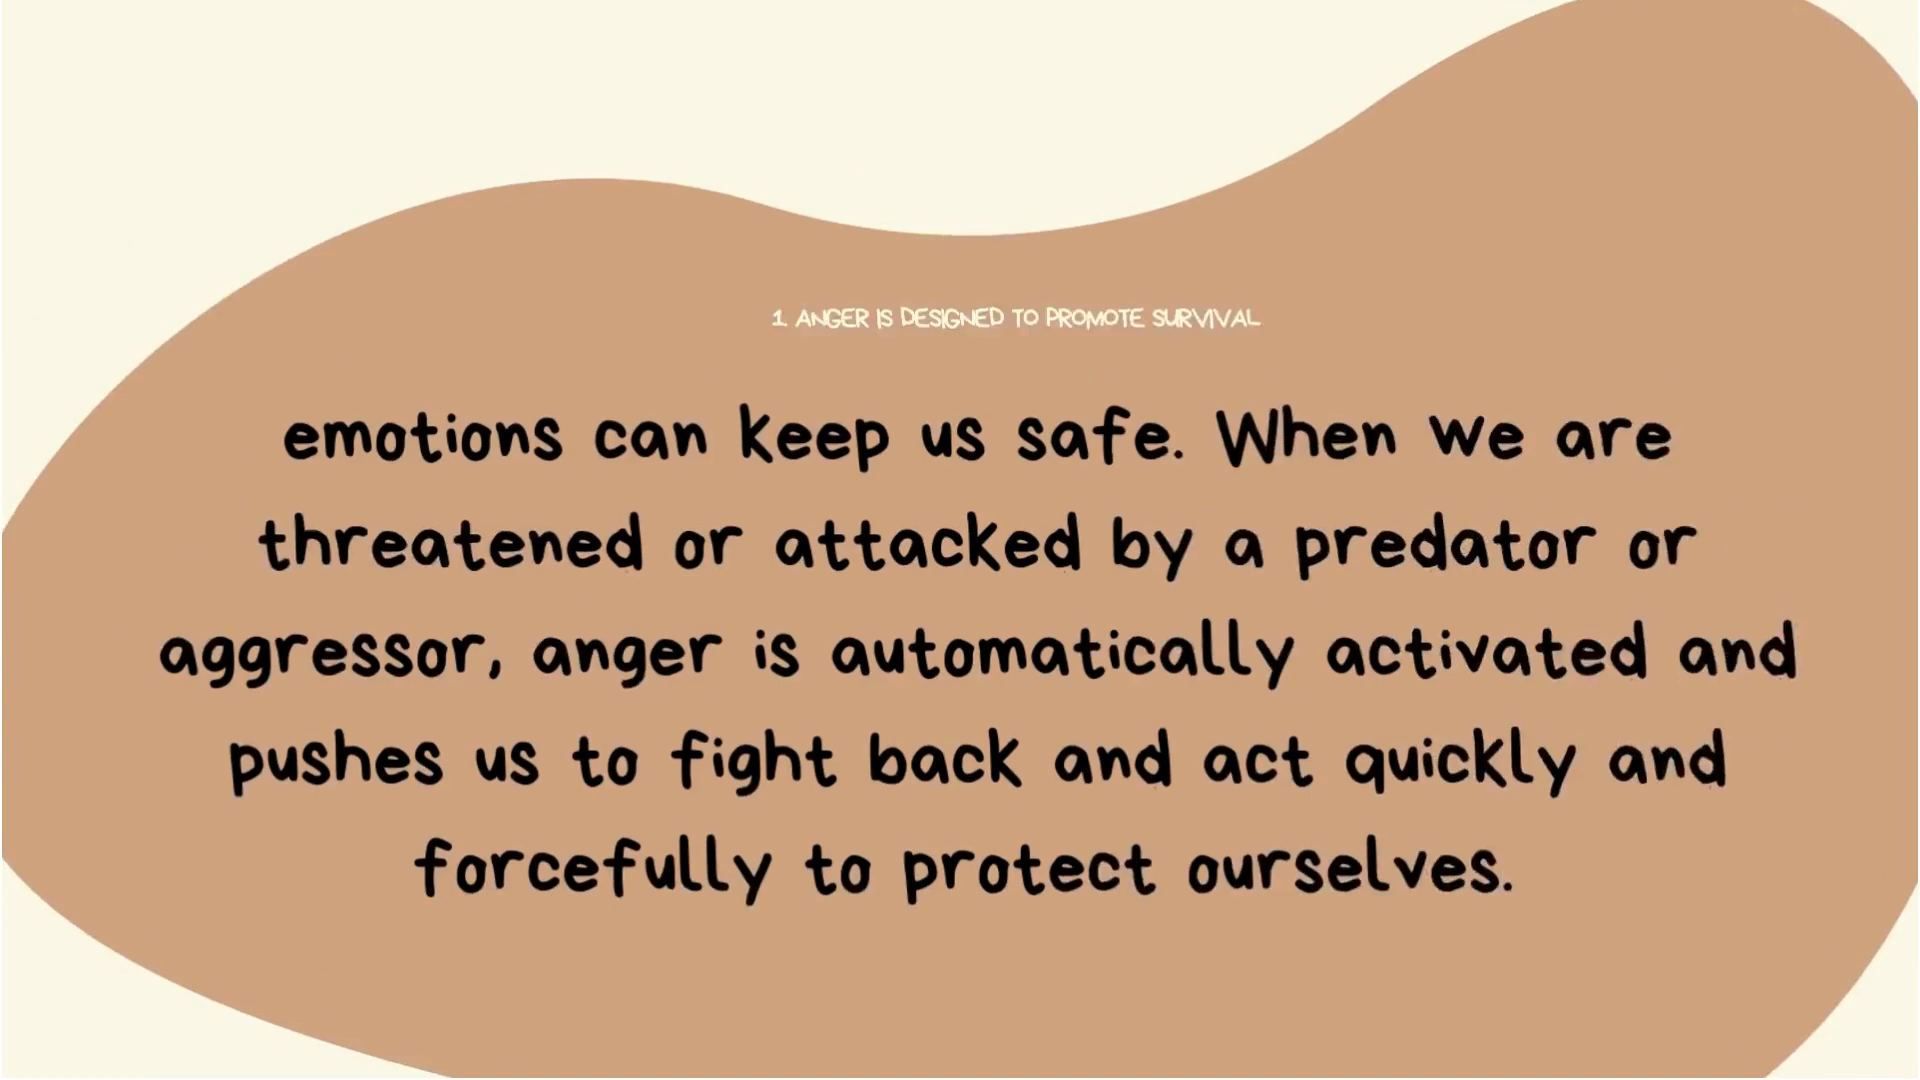 1. ANGER IS DESIGNED TO PROMOTE SURVIVAL
emotions can keep us safe. When we are
threatened or attacked by a predator or
aggressor, anger is automatically activated and
pushes us to fight back and act quickly and
forcefully to protect ourselves.